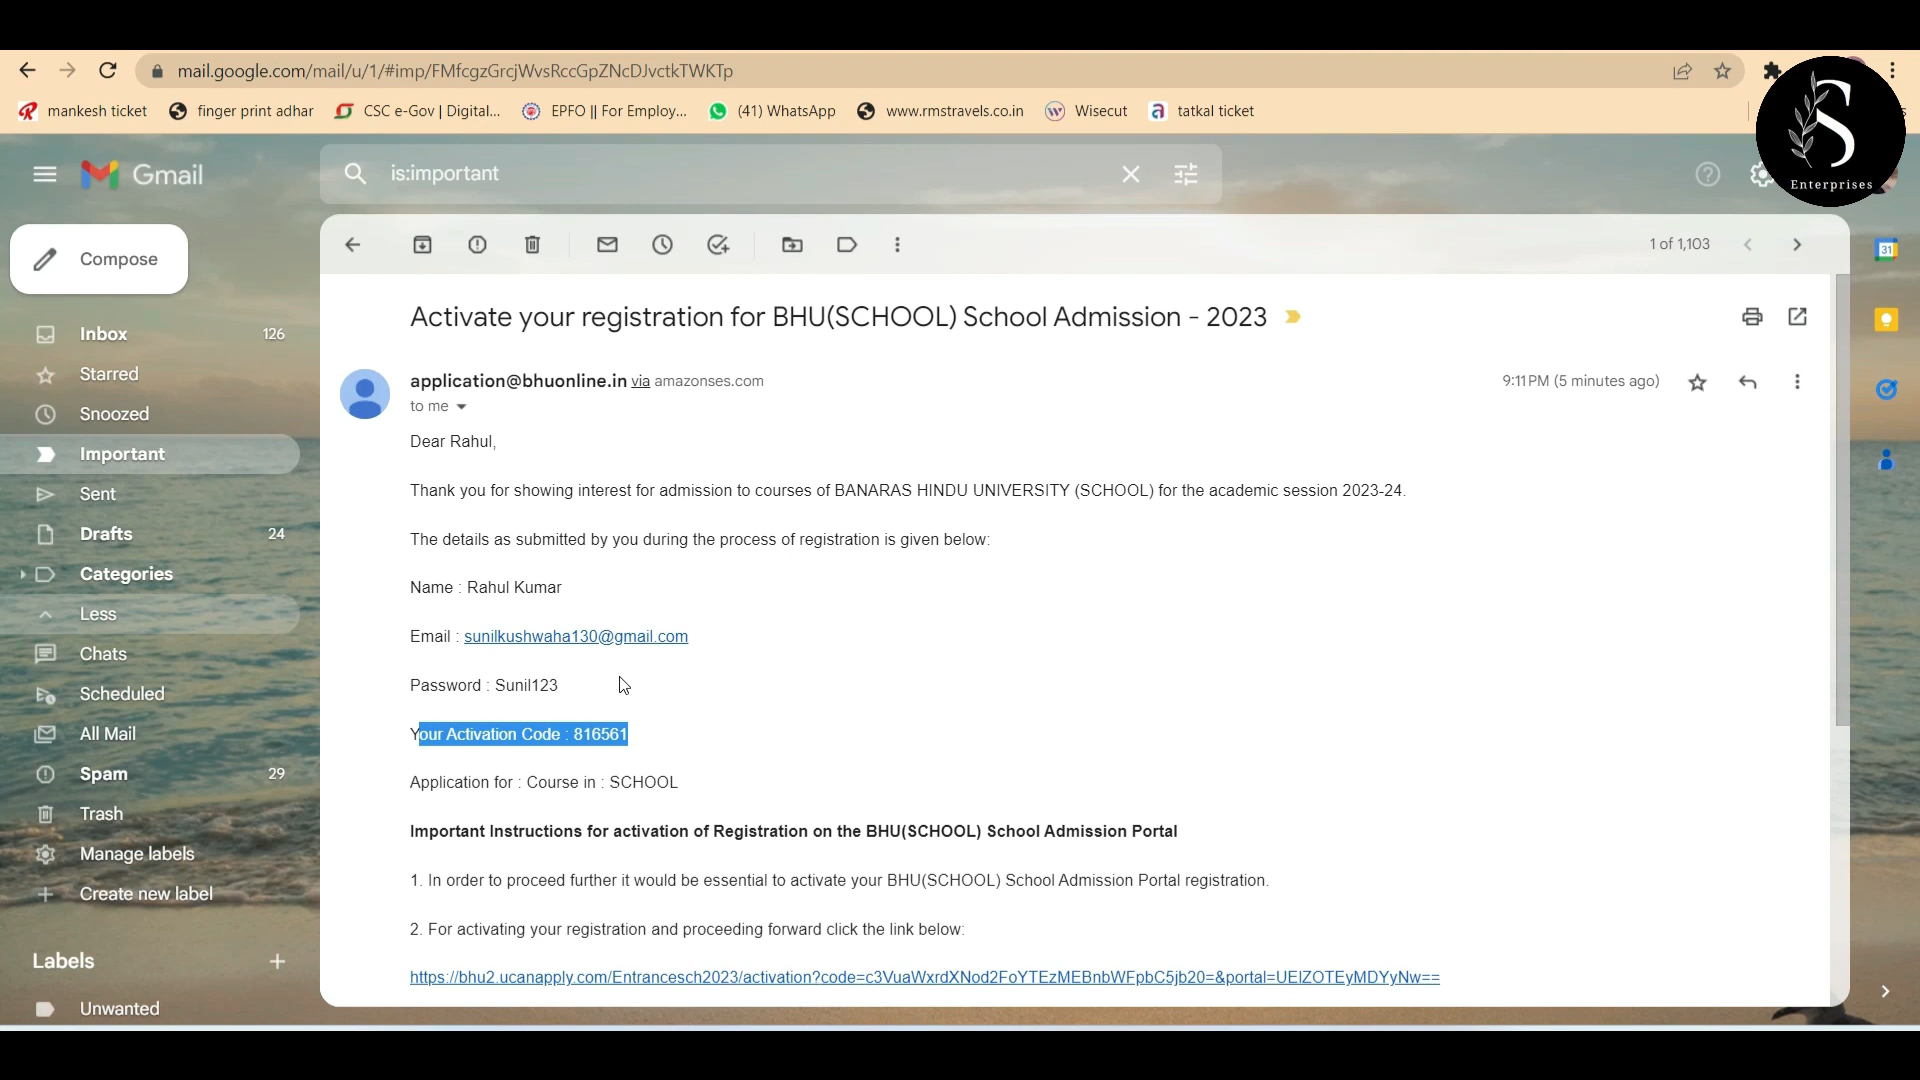 mail.google.com/mail/u/1/#imp/FMfcgzGrcjWvsRccGpZNcDJvctkTWKTp
mankesh ticket finger print adhar CSC e-Gov | Digital... EPFO || For Employ... (41) WhatsApp www.rmstravels.co.in Wisecut tatkal ticket
S
Enterprises
Gmail
is:important
Compose
1 of 1,103
31
Inbox 126
Starred
Snoozed
Important
Sent
Drafts 24
Categories
Less
Chats
Scheduled
All Mail
Spam 29
Trash
Manage labels
Create new label
Labels
Unwanted
Activate your registration for BHU(SCHOOL) School Admission - 2023
application@bhuonline.in via amazonses.com
9:11 PM (5 minutes ago)
to me
Dear Rahul,
Thank you for showing interest for admission to courses of BANARAS HINDU UNIVERSITY (SCHOOL) for the academic session 2023-24.
The details as submitted by you during the process of registration is given below:
Name : Rahul Kumar
Email : sunilkushwaha130@gmail.com
Password : Sunil123
Your Activation Code : 816561
Application for : Course in : SCHOOL
Important Instructions for activation of Registration on the BHU(SCHOOL) School Admission Portal
1. In order to proceed further it would be essential to activate your BHU(SCHOOL) School Admission Portal registration.
2. For activating your registration and proceeding forward click the link below:
https://bhu2.ucanapply.com/Entrancesch2023/activation?code=c3VuaWxrdXNod2FoYTEzMEBnbWFpbC5jb20=&portal=UElZOTEyMDYyNw==